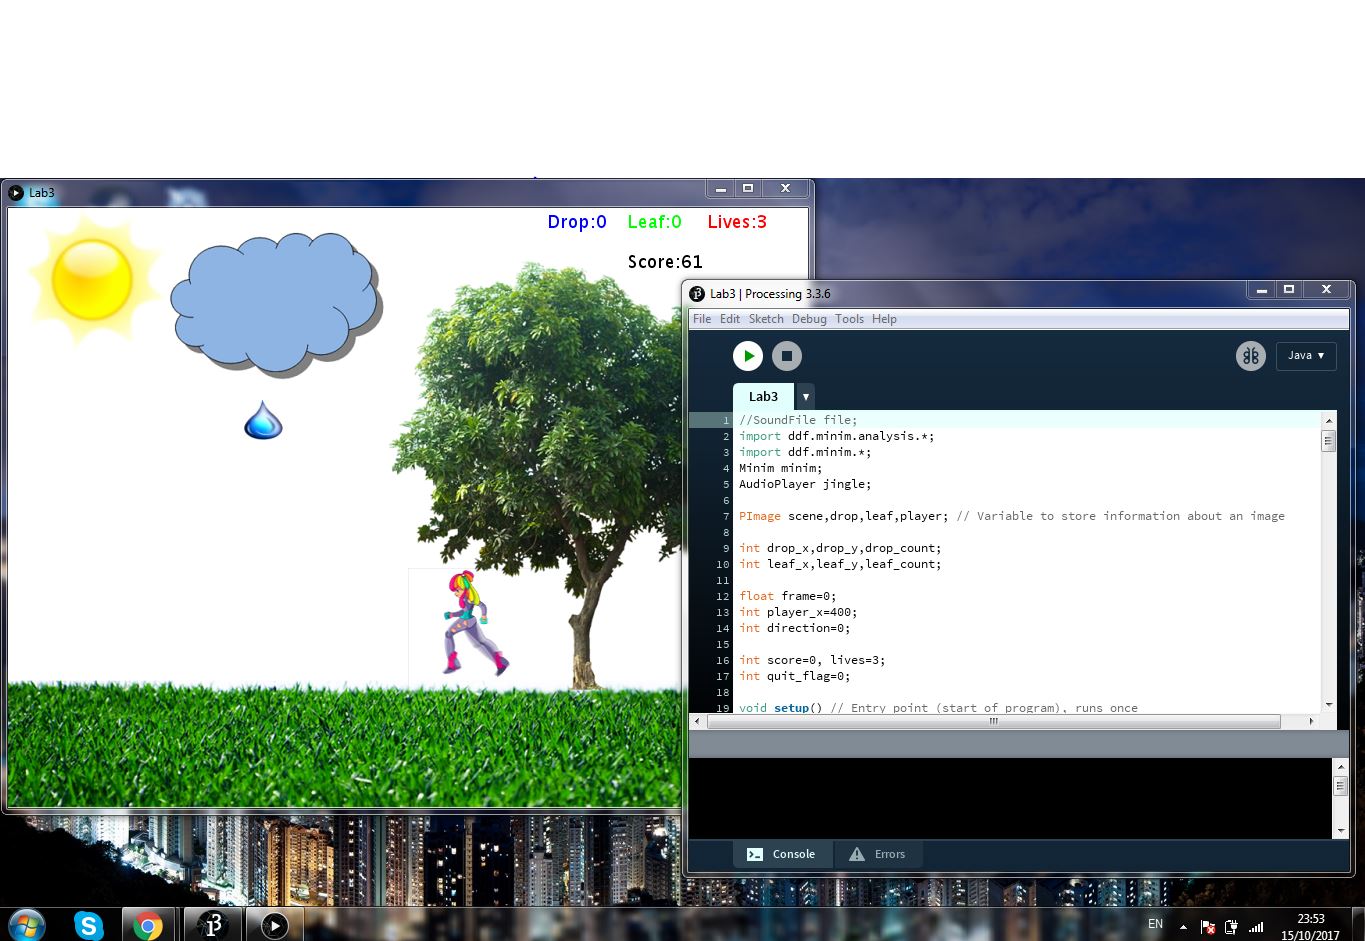 Lab3
Drop:0 Leaf:0 Lives:3
Score:61
Lab3 | Processing 3.3.6
File Edit Sketch Debug Tools Help
Java
Lab3
1 //SoundFile file;
2 import ddf.minim.analysis.*;
3 import ddf.minim.*;
4 Minim minim;
5 AudioPlayer jingle;
6
7 PImage scene,drop,leaf,player; // Variable to store information about an image
8
9 int drop_x,drop_y,drop_count;
10 int leaf_x,leaf_y,leaf_count;
11
12 float frame=0;
13 int player_x=400;
14 int direction=0;
15
16 int score=0, lives=3;
17 int quit_flag=0;
18
19 void setup() // Entry point (start of program), runs once
Console Errors
EN
23:53
15/10/2017